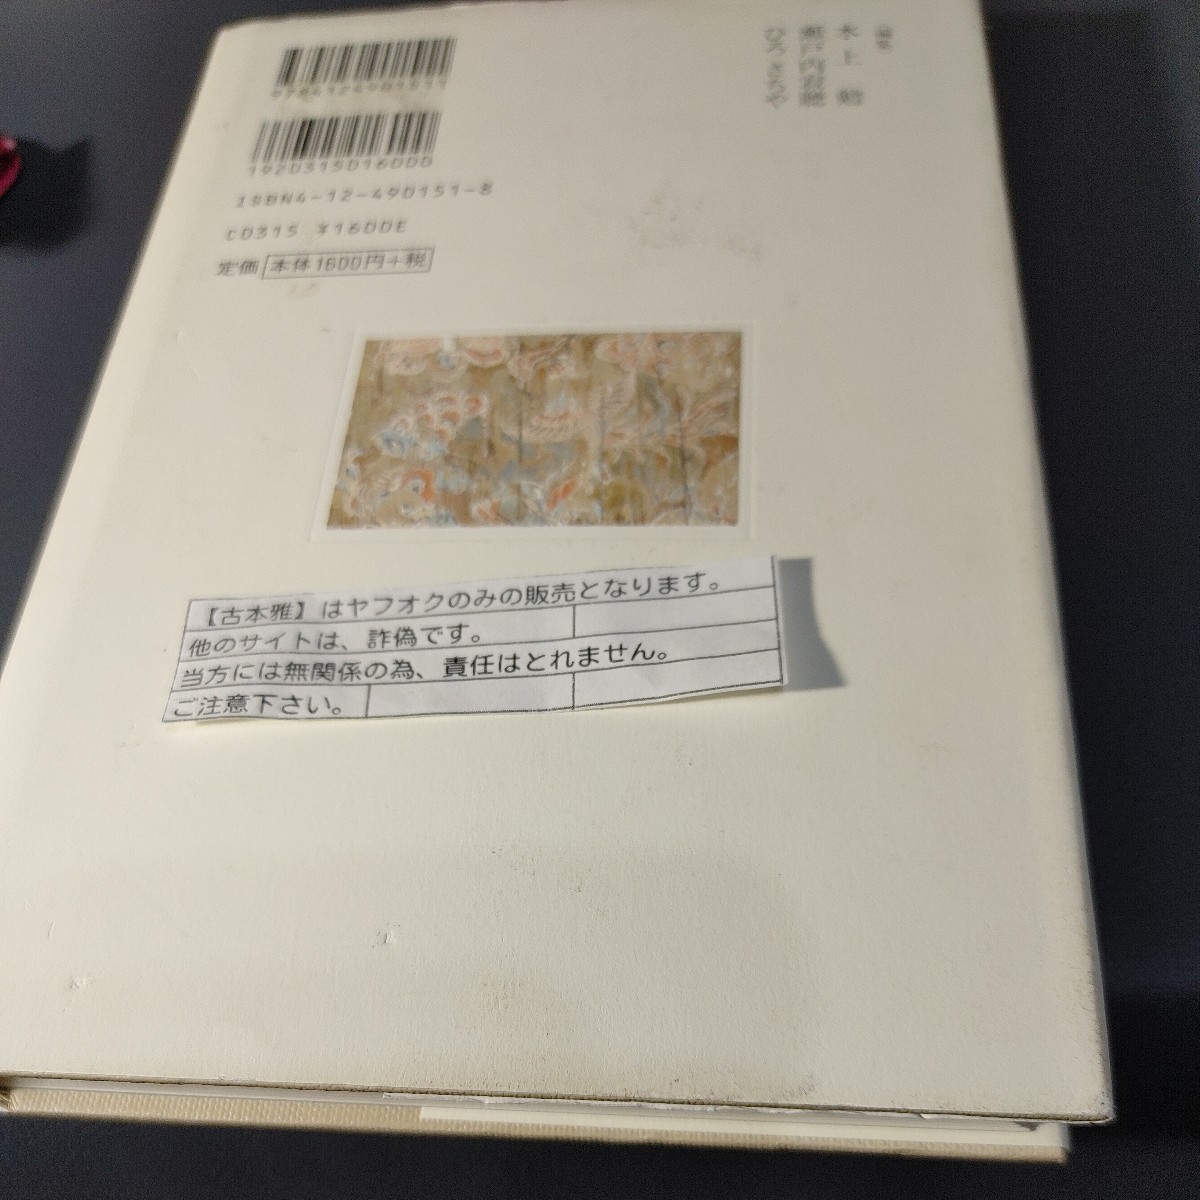 編集
水上 勉
瀬戸内寂聴
ひろさちや
9784124901511
1920315016000
ISBN4-12-490151-8
C0315 ¥1600E
定価 本体1600円+税
【古本雅】はヤフオクのみの販売となります。
他のサイトは、詐偽です。
当方には無関係の為、責任はとれません。
ご注意下さい。